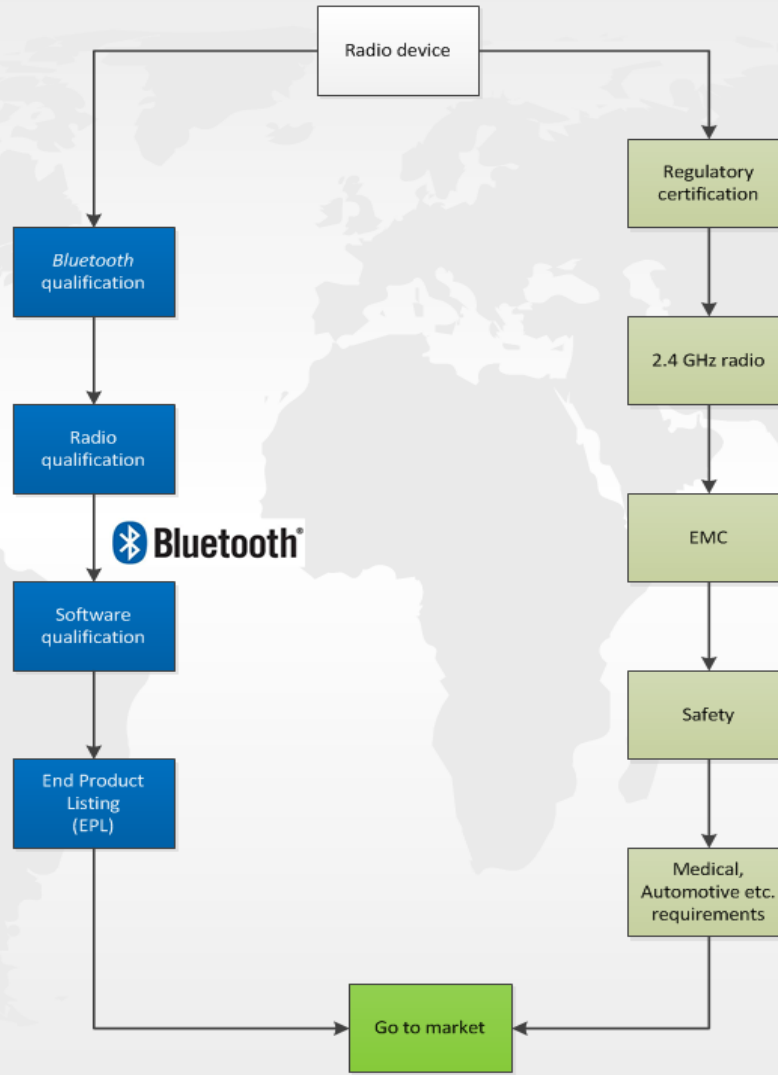 Radio device
Bluetooth
qualification
Radio
qualification
Bluetooth®
Software
qualification
End Product
Listing
(EPL)
Regulatory
certification
2.4 GHz radio
EMC
Safety
Medical,
Automotive etc.
requirements
Go to market